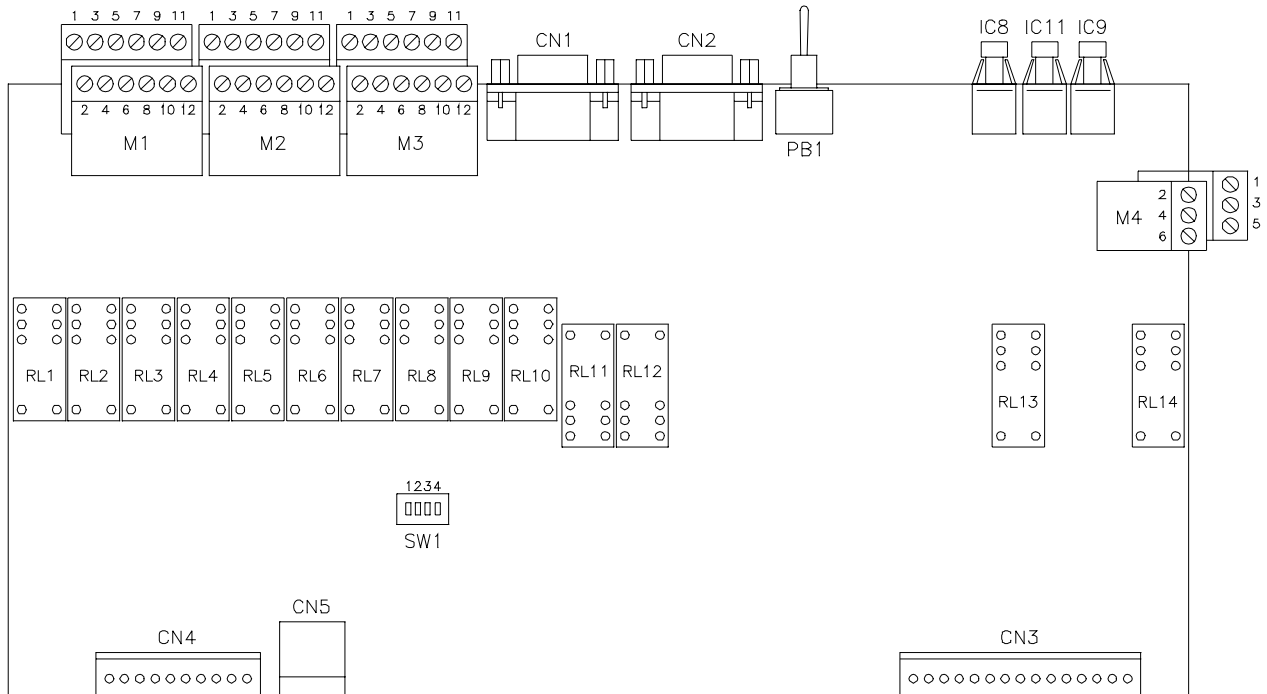 1 3 5 7 9 11 1 3 5 7 9 11 1 3 5 7 9 11
CN1 CN2 IC8 IC11 IC9
2 4 6 8 10 12 2 4 6 8 10 12 2 4 6 8 10 12
M1 M2 M3
PB1
1
2
3
M4 4
5
6
RL1 RL2 RL3 RL4 RL5 RL6 RL7 RL8 RL9 RL10 RL11 RL12
RL13 RL14
1234
SW1
CN5
CN4 CN3